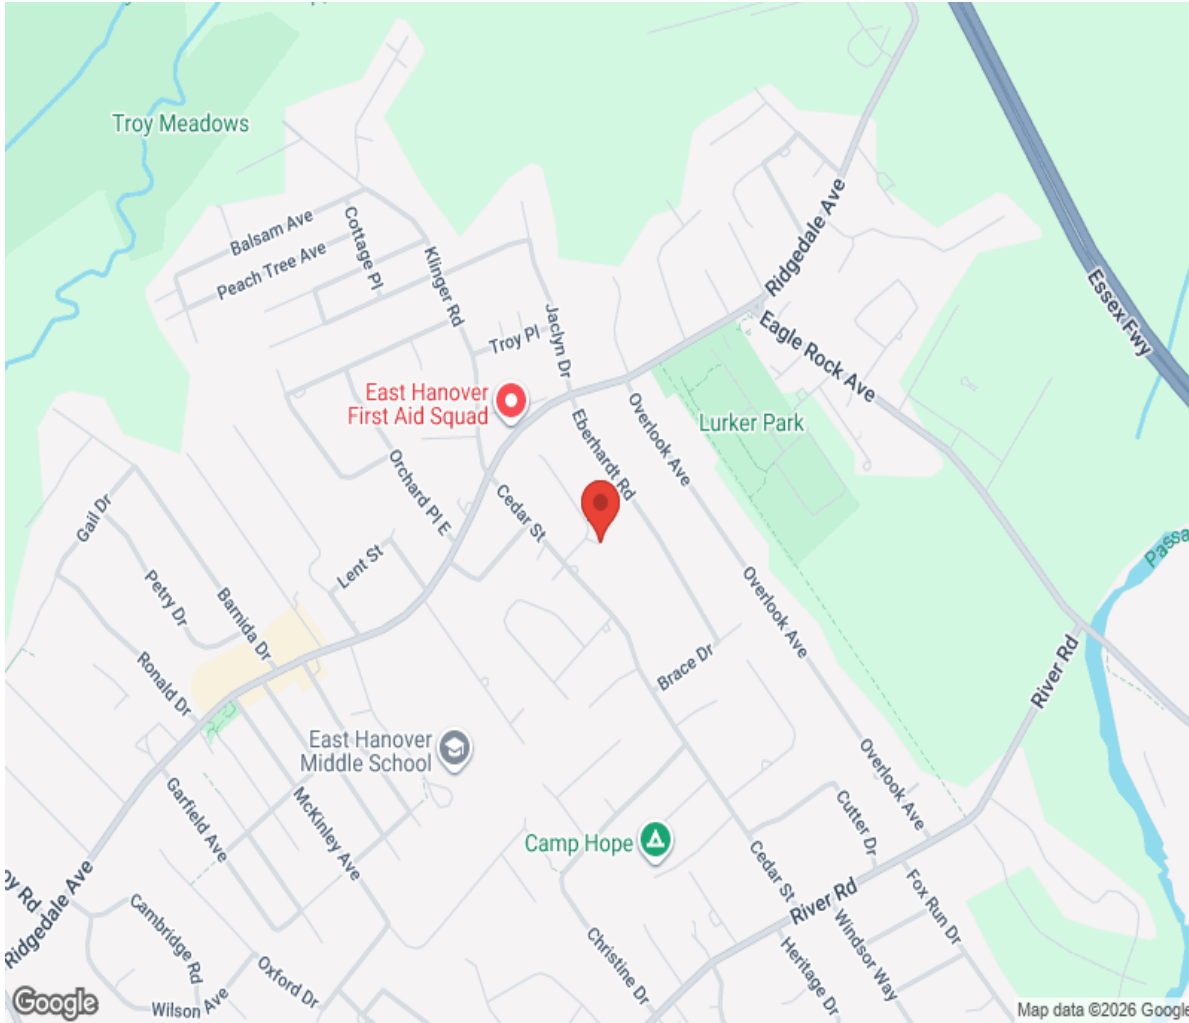 Troy Meadows
Balsam Ave
Cottage Pl
Peach Tree Ave
Klinger Rd
Ridgedale Ave
Essex Fwy
Jaclyn Dr
Troy Pl
Eagle Rock Ave
East Hanover
First Aid Squad
Overlook Ave
Lurker Park
Eberhardt Rd
Orchard Pl E
Cedar St
Gail Dr
Lent St
Passa
Petry Dr
Barnida Dr
Overlook Ave
Ronald Dr
Brace Dr
River Rd
East Hanover
Middle School
Overlook Ave
Garfield Ave
McKinley Ave
Cutter Dr
Camp Hope
Cedar St
oy Rd
Ridgedale Ave
River Rd
Fox Run Dr
Cambridge Rd
Windsor Way
Christine Dr
Heritage Dr
Oxford Dr
Wilson Ave
Google
Map data ©2026 Google